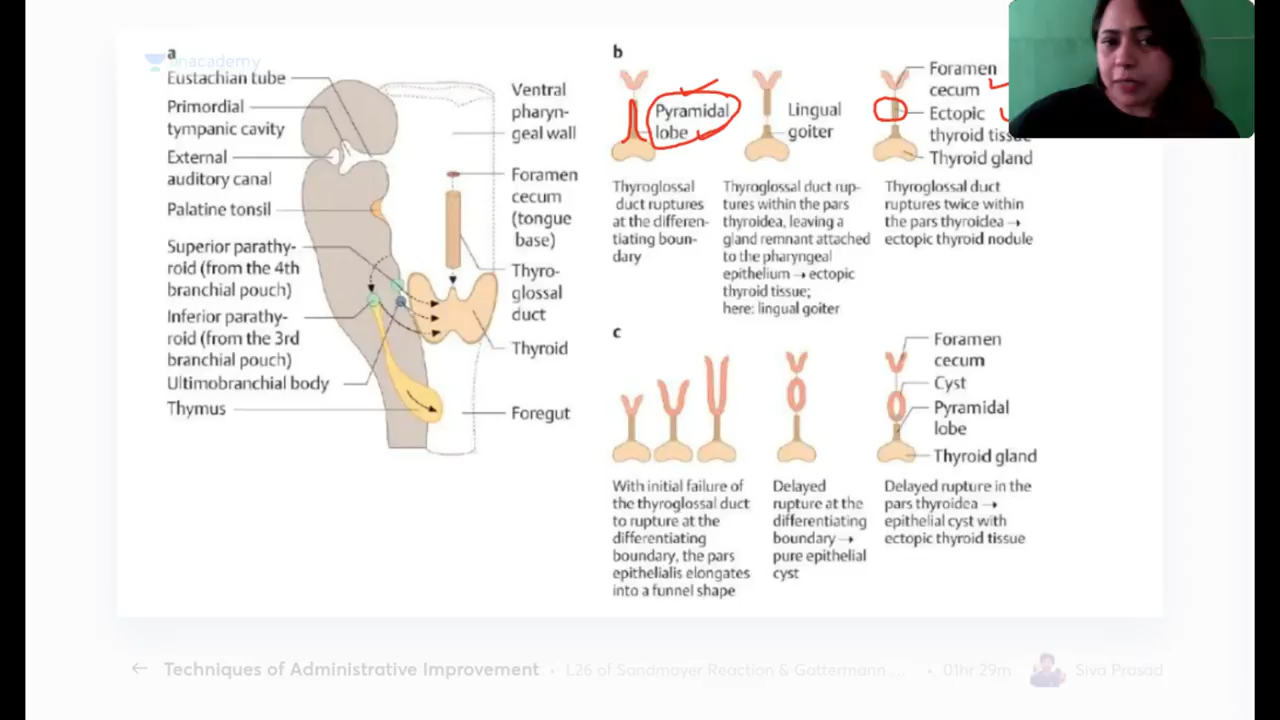 a
unacademy
Eustachian tube
Primordial
tympanic cavity
External
auditory canal
Palatine tonsil
Superior parathy-
roid (from the 4th
branchial pouch)
Inferior parathy-
roid (from the 3rd
branchial pouch)
Ultimobranchial body
Thymus
Ventral
pharyn-
geal wall
Foramen
cecum
(tongue
base)
Thyro-
glossal
duct
Thyroid
Foregut
b
Pyramidal
lobe
Thyroglossal
duct ruptures
at the differen-
tiating boun-
dary
Lingual
goiter
Thyroglossal duct rup-
tures within the pars
thyroidea, leaving a
gland remnant attached
to the pharyngeal
epithelium → ectopic
thyroid tissue;
here: lingual goiter
Foramen
cecum
Ectopic
thyroid tissue
Thyroid gland
Thyroglossal duct
ruptures twice within
the pars thyroidea →
ectopic thyroid nodule
c
With initial failure of
the thyroglossal duct
to rupture at the
differentiating
boundary, the pars
epithelialis elongates
into a funnel shape
Delayed
rupture at the
differentiating
boundary →
pure epithelial
cyst
Foramen
cecum
Cyst
Pyramidal
lobe
Thyroid gland
Delayed rupture in the
pars thyroidea →
epithelial cyst with
ectopic thyroid tissue
← Techniques of Administrative Improvement • L26 of Sandmayer Reaction & Gattermann ... • 01hr 29m Siva Prasad